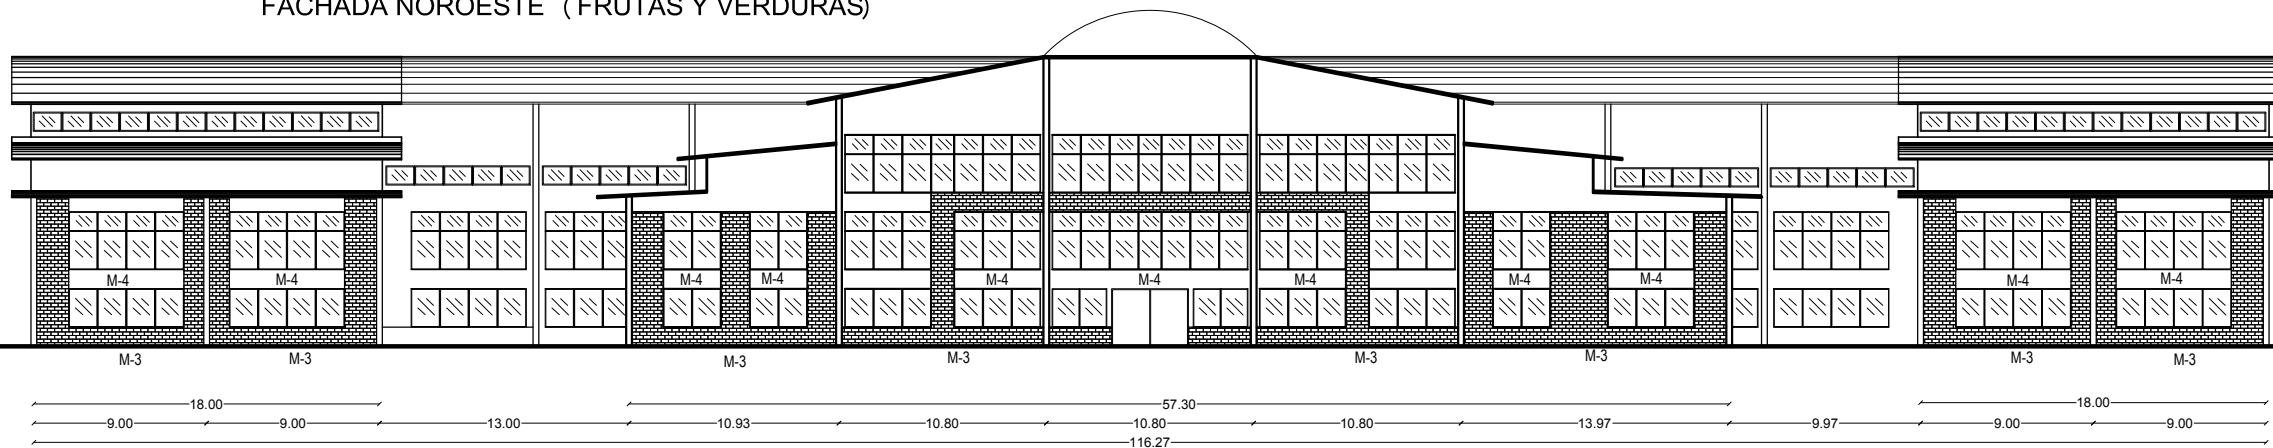 FACHADA NOROESTE ( FRUTAS Y VERDURAS)
M-4 M-4 M-4 M-4 M-4 M-4 M-4 M-4 M-4 M-4 M-4
M-3 M-3 M-3 M-3 M-3 M-3 M-3 M-3
18.00 57.30 18.00
9.00 9.00 13.00 10.93 10.80 10.80 10.80 13.97 9.97 9.00 9.00
116.27